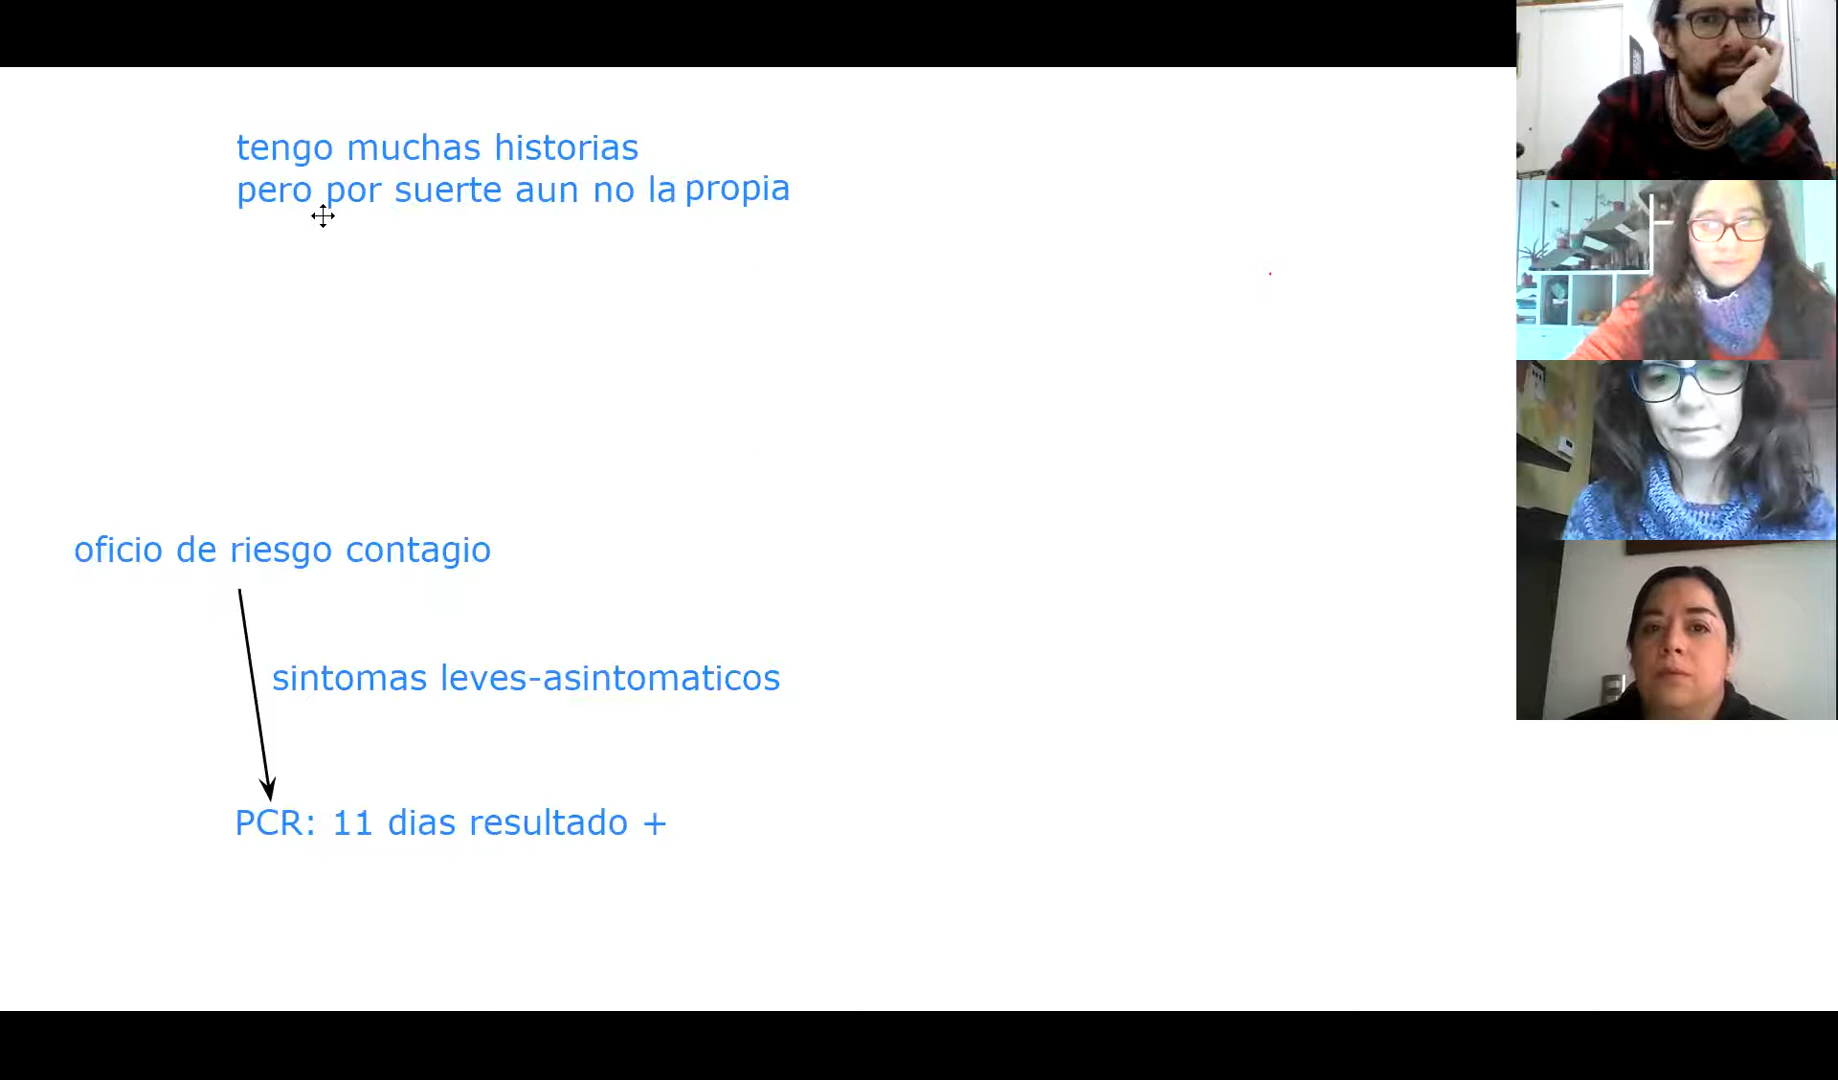 tengo muchas historias
pero por suerte aun no la propia
oficio de riesgo contagio
sintomas leves-asintomaticos
PCR: 11 dias resultado +